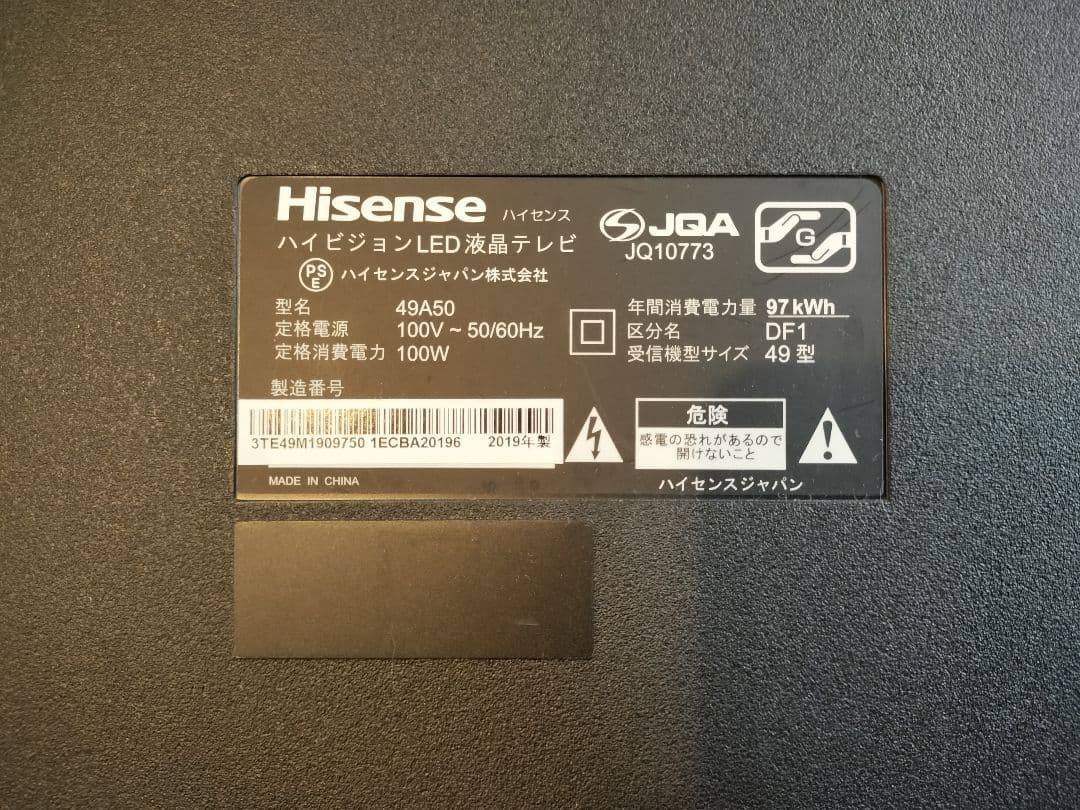 Hisense ハイセンス
ハイビジョンLED液晶テレビ
PSE ハイセンスジャパン株式会社
JQA
JQ10773
G
型名 49A50
定格電源 100V ~ 50/60Hz
定格消費電力 100W
年間消費電力量 97kWh
区分名 DF1
受信機型サイズ 49型
製造番号
3TE49M1909750 1ECBA20196 2019年製
MADE IN CHINA
危険
感電の恐れがあるので
開けないこと
ハイセンスジャパン